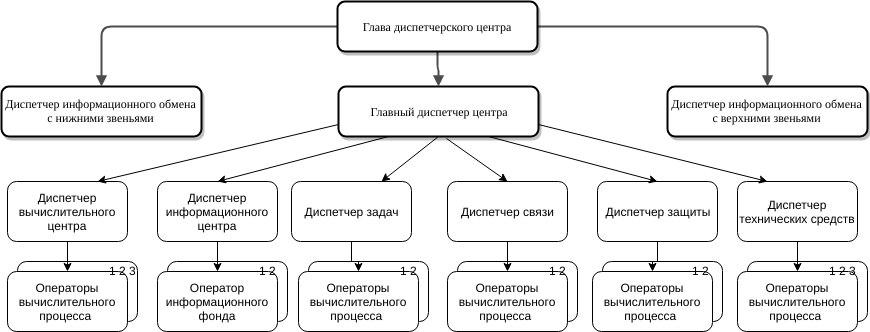 Глава диспетчерского центра
Диспетчер информационного обмена
с нижними звеньями
Главный диспетчер центра
Диспетчер информационного обмена
с верхними звеньями
Диспетчер
вычислительного
центра
Диспетчер
информационного
центра
Диспетчер задач
Диспетчер связи
Диспетчер защиты
Диспетчер
технических средств
1 2 3
Операторы
вычислительного
процесса
1 2
Оператор
информационного
фонда
1 2
Операторы
вычислительного
процесса
1 2
Операторы
вычислительного
процесса
1 2
Операторы
вычислительного
процесса
1 2 3
Операторы
вычислительного
процесса